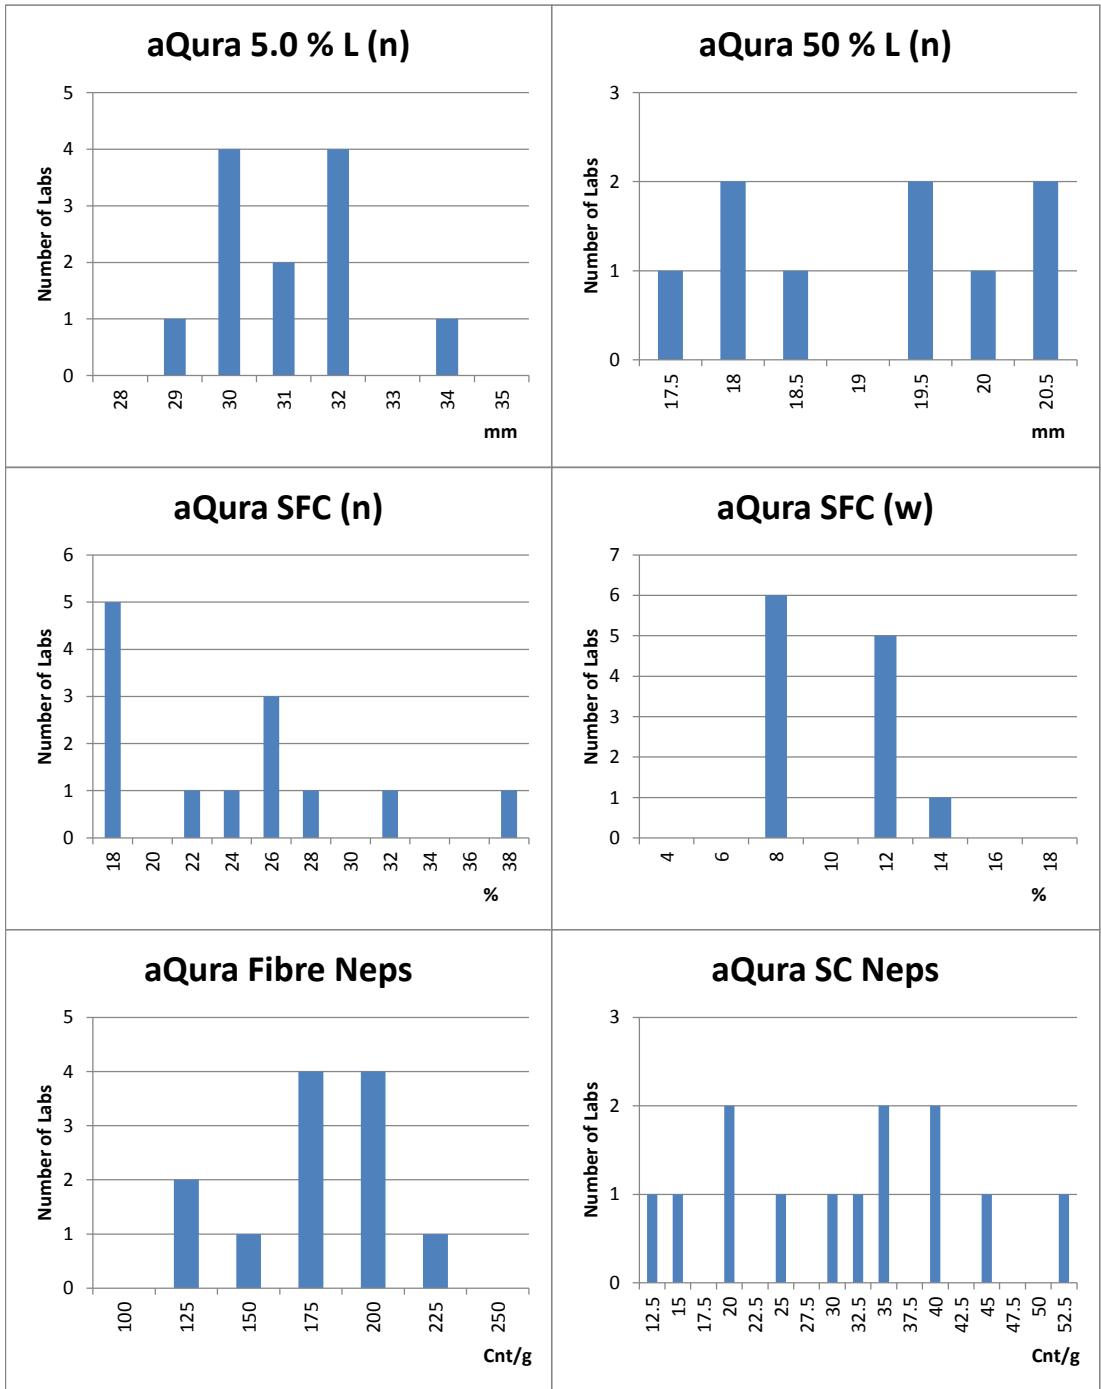 aQura 5.0 % L (n)
5
4
3
2
1
0
Number of Labs
28 29 30 31 32 33 34 35
mm
aQura 50 % L (n)
3
2
1
0
Number of Labs
17.5 18 18.5 19 19.5 20 20.5
mm
aQura SFC (n)
6
5
4
3
2
1
0
Number of Labs
18 20 22 24 26 28 30 32 34 36 38
%
aQura SFC (w)
7
6
5
4
3
2
1
0
Number of Labs
4 6 8 10 12 14 16 18
%
aQura Fibre Neps
5
4
3
2
1
0
Number of Labs
100 125 150 175 200 225 250
Cnt/g
aQura SC Neps
3
2
1
0
Number of Labs
12.5 15 17.5 20 22.5 25 27.5 30 32.5 35 37.5 40 42.5 45 47.5 50 52.5
Cnt/g